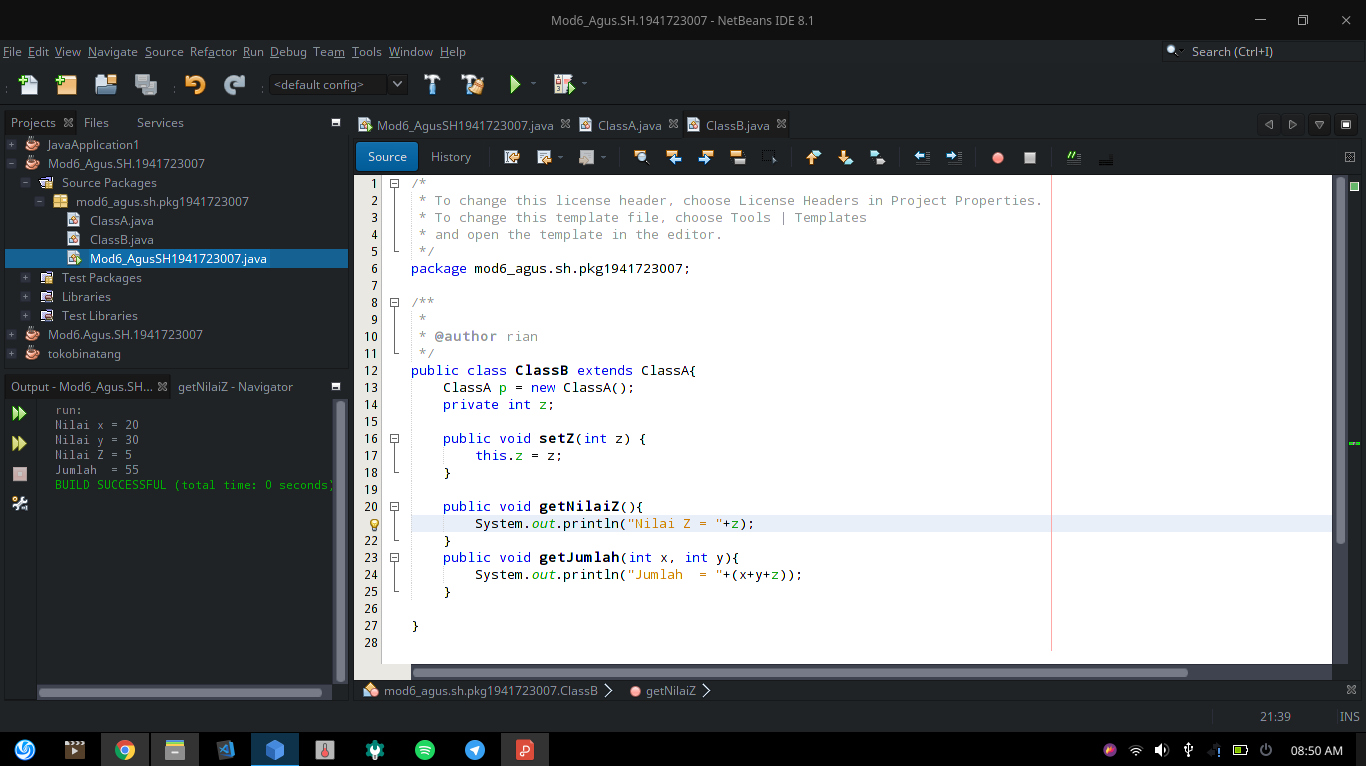 Mod6_Agus.SH.1941723007 - NetBeans IDE 8.1
File Edit View Navigate Source Refactor Run Debug Team Tools Window Help
Search (Ctrl+I)
<default config>
Projects Files Services
JavaApplication1
Mod6_Agus.SH.1941723007
Source Packages
mod6_agus.sh.pkg1941723007
ClassA.java
ClassB.java
Mod6_AgusSH1941723007.java
Test Packages
Libraries
Test Libraries
Mod6.Agus.SH.1941723007
tokobinatang
Output - Mod6_Agus.SH... getNilaiZ - Navigator
run:
Nilai x = 20
Nilai y = 30
Nilai Z = 5
Jumlah  = 55
BUILD SUCCESSFUL (total time: 0 seconds)
Mod6_AgusSH1941723007.java ClassA.java ClassB.java
Source History
1 /*
2  * To change this license header, choose License Headers in Project Properties.
3  * To change this template file, choose Tools | Templates
4  * and open the template in the editor.
5  */
6 package mod6_agus.sh.pkg1941723007;
7
8 /**
9  *
10  * @author rian
11  */
12 public class ClassB extends ClassA{
13     ClassA p = new ClassA();
14     private int z;
15
16     public void setZ(int z) {
17         this.z = z;
18     }
19
20     public void getNilaiZ(){
        System.out.println("Nilai Z = "+z);
22     }
23     public void getJumlah(int x, int y){
24         System.out.println("Jumlah  = "+(x+y+z));
25     }
26
27 }
28
mod6_agus.sh.pkg1941723007.ClassB getNilaiZ
21:39 INS
08:50 AM